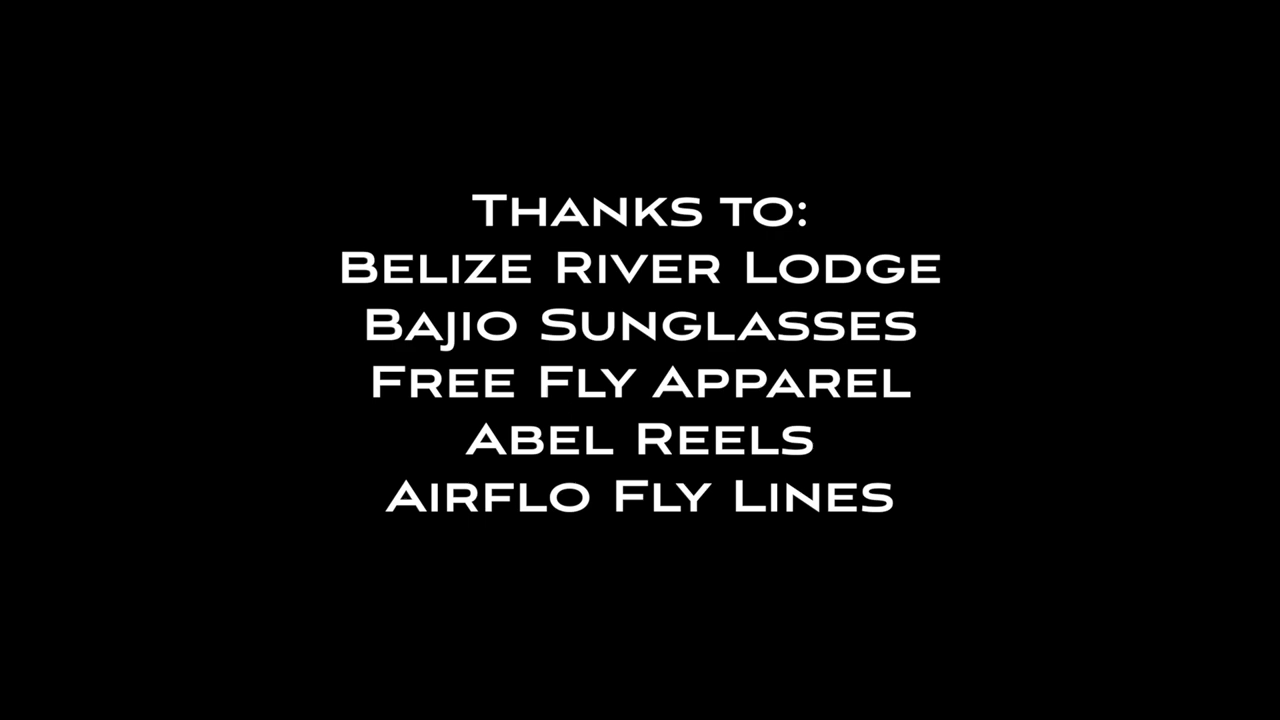 Thanks to:
Belize River Lodge
Bajio Sunglasses
Free Fly Apparel
Abel Reels
Airflo Fly Lines